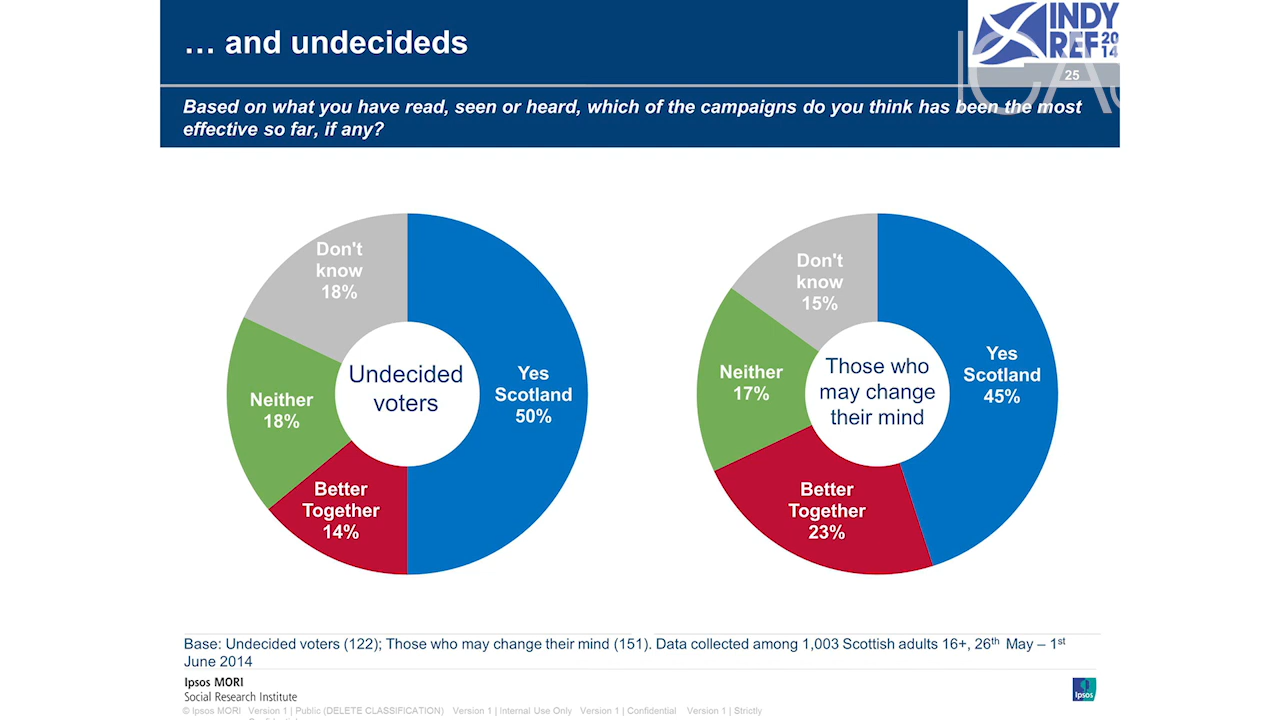 … and undecideds
INDY
REF 20
14
25
Based on what you have read, seen or heard, which of the campaigns do you think has been the most
effective so far, if any?
Don't
know
18%
Neither
18%
Undecided
voters
Yes
Scotland
50%
Better
Together
14%
Don't
know
15%
Neither
17%
Those who
may change
their mind
Yes
Scotland
45%
Better
Together
23%
Base: Undecided voters (122); Those who may change their mind (151). Data collected among 1,003 Scottish adults 16+, 26th May – 1st
June 2014
Ipsos MORI
Social Research Institute
Ipsos
© Ipsos MORI Version 1 | Public (DELETE CLASSIFICATION) Version 1 | Internal Use Only Version 1 | Confidential Version 1 | Strictly